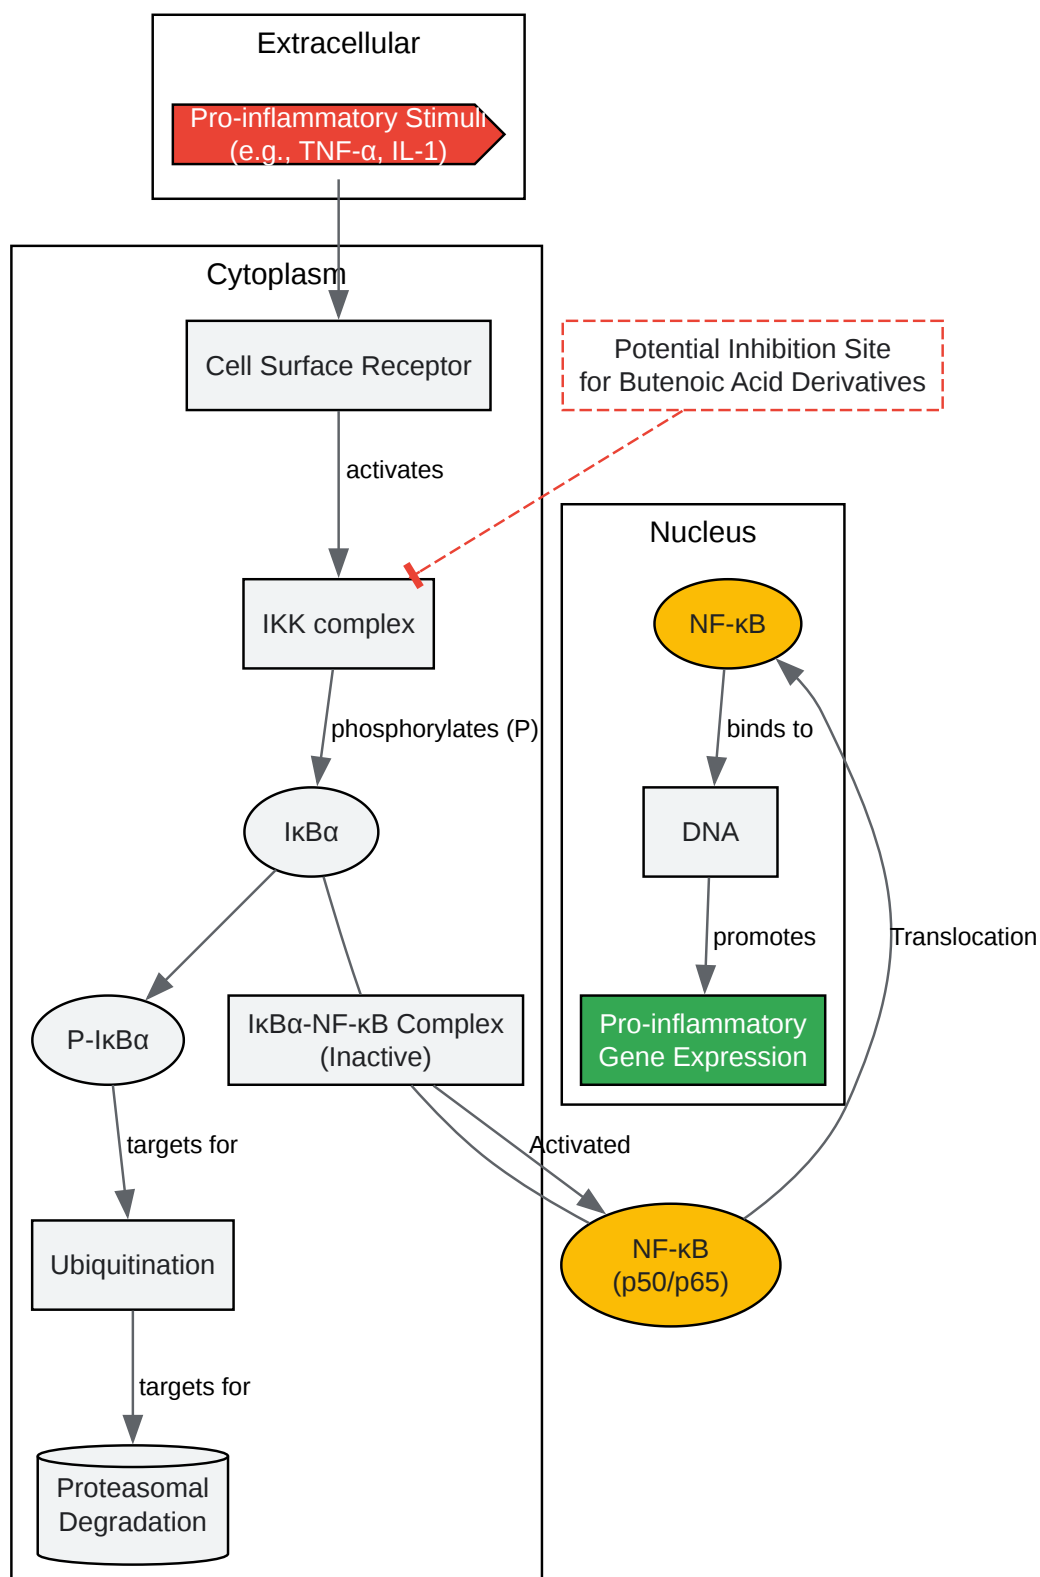 Extracellular
Pro-inflammatory Stimuli
(e.g., TNF-α, IL-1)
Cytoplasm
Cell Surface Receptor
Potential Inhibition Site
for Butenoic Acid Derivatives
activates
Nucleus
IKK complex
NF-κB
phosphorylates (P)
binds to
IκBα
DNA
promotes
Translocation
P-IκBα
IκBα-NF-κB Complex
(Inactive)
Pro-inflammatory
Gene Expression
targets for
Activated
Ubiquitination
NF-κB
(p50/p65)
targets for
Proteasomal
Degradation